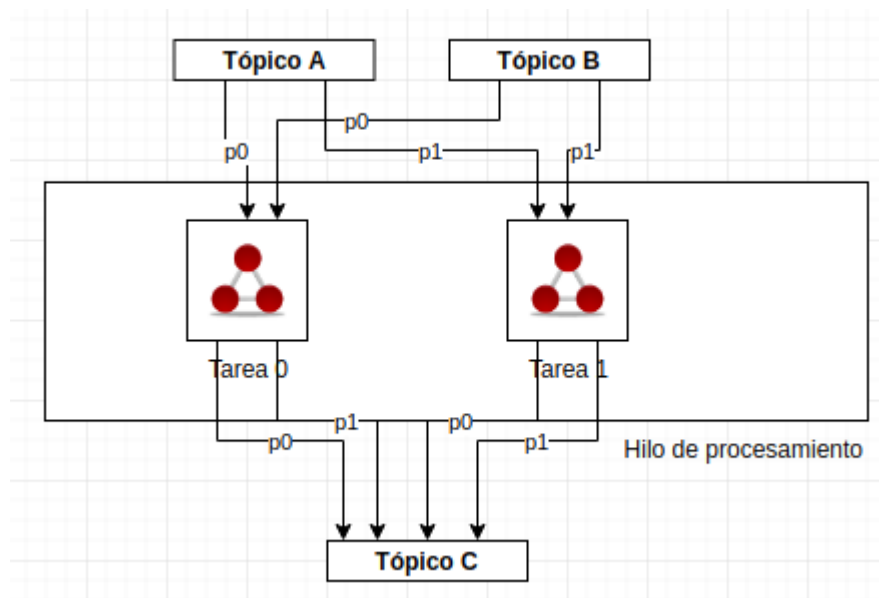 Tópico A
Tópico B
p0
p0
p1
p1
Tarea 0
Tarea 1
p1
p0
p0
p1
Hilo de procesamiento
Tópico C